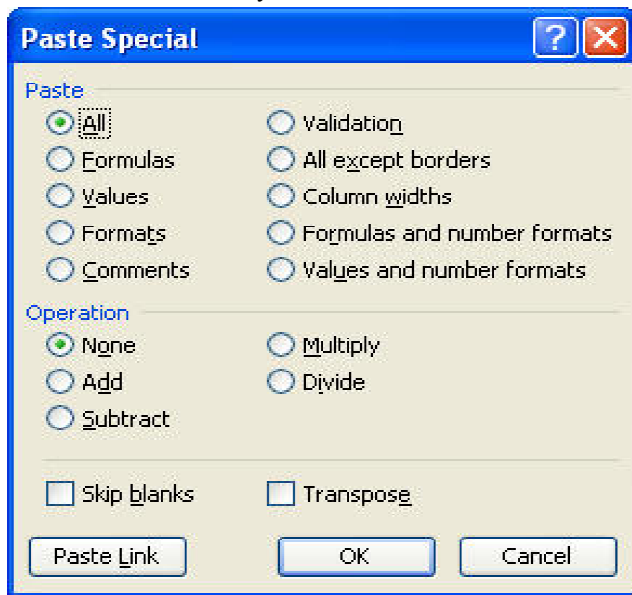 Paste Special
Paste
All
Validation
Formulas
All except borders
Values
Column widths
Formats
Formulas and number formats
Comments
Values and number formats
Operation
None
Multiply
Add
Divide
Subtract
Skip blanks
Transpose
Paste Link
OK
Cancel